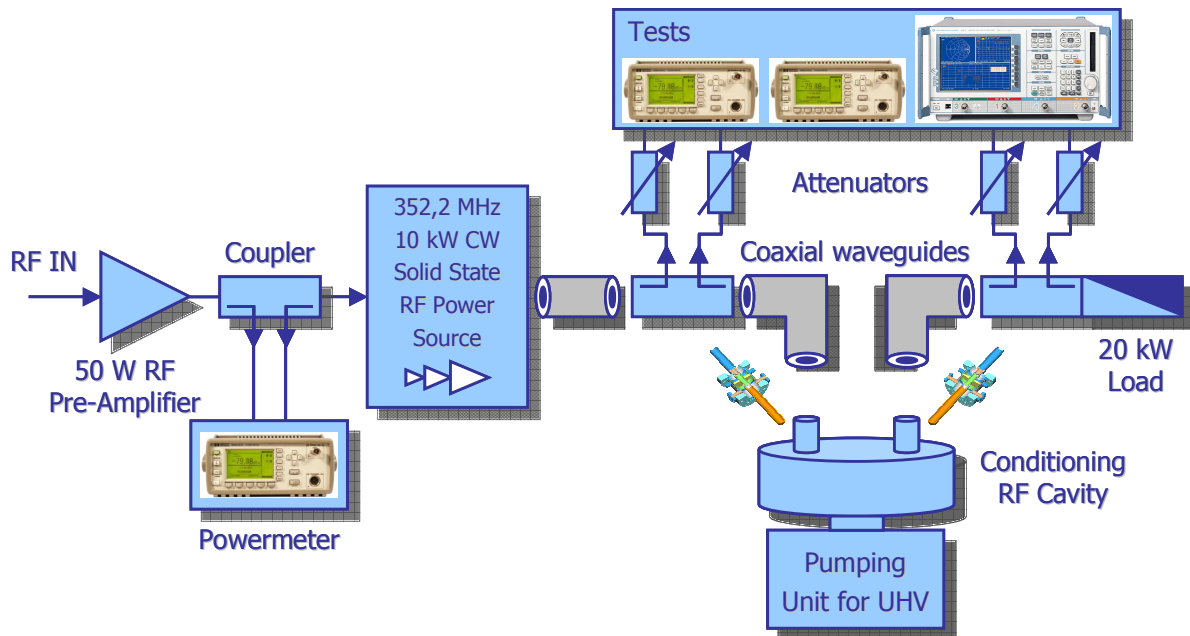 Tests
Attenuators
Coaxial waveguides
RF IN
Coupler
352,2 MHz
10 kW CW
Solid State
RF Power
Source
50 W RF
Pre-Amplifier
Powermeter
20 kW
Load
Conditioning
RF Cavity
Pumping
Unit for UHV